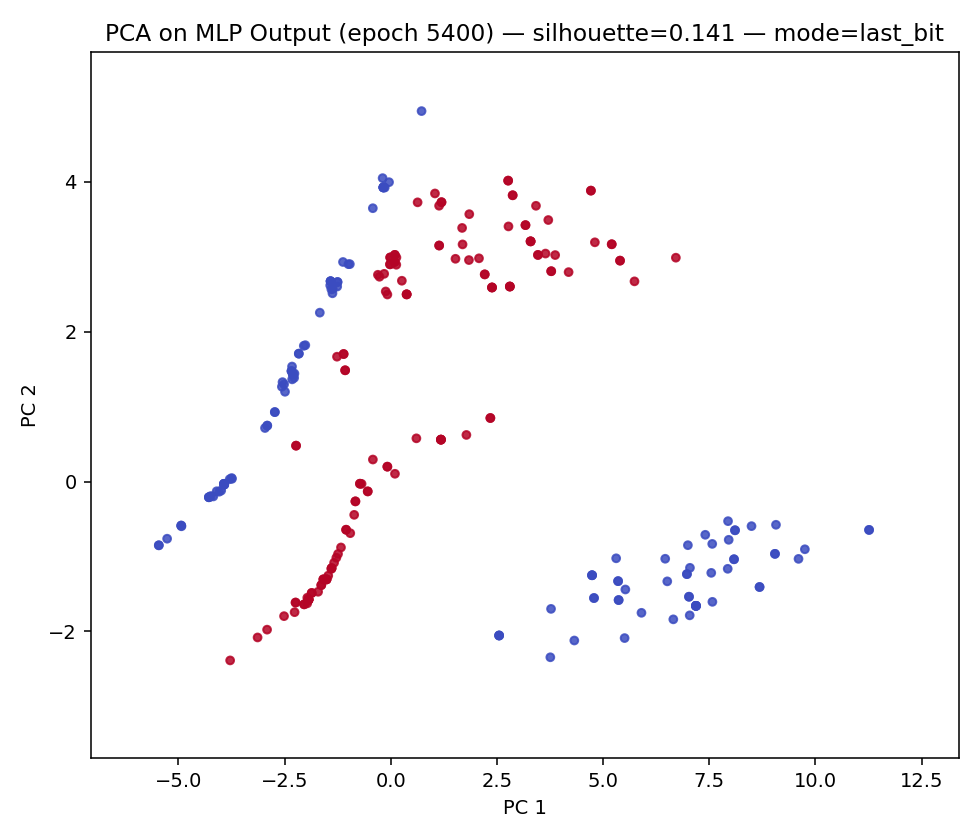 PCA on MLP Output (epoch 5400) — silhouette=0.141 — mode=last_bit
4
2
0
−2
PC 2
−5.0 −2.5 0.0 2.5 5.0 7.5 10.0 12.5
PC 1